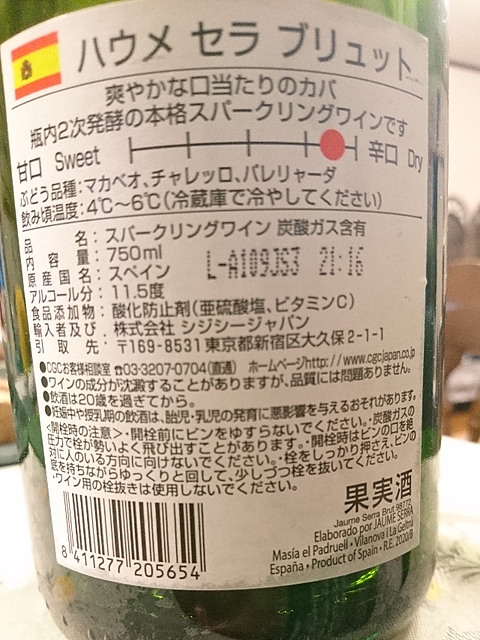 ハウメ セラ ブリュット
爽やかな口当たりのカバ
瓶内2次発酵の本格スパークリングワインです
甘口 Sweet 辛口 Dry
ぶどう品種:マカベオ、チャレッロ、パレリャーダ
飲み頃温度:4℃~6℃(冷蔵庫で冷やしてください)
品名:スパークリングワイン 炭酸ガス含有
内容量:750ml
原産国名:スペイン
L-A109JS3 21:16
アルコール分:11.5度
食品添加物:酸化防止剤(亜硫酸塩、ビタミンC)
輸入者及び:株式会社 シジシージャパン
引取先:〒169-8531 東京都新宿区大久保2-1-1
●CGCお客様相談室 ☎03-3207-0704(直通) ホームページhttp://www.cgcjapan.co.jp
●ワインの成分が沈澱することがありますが、品質には問題ありません。
●飲酒は20歳を過ぎてから。
●妊娠中や授乳期の飲酒は、胎児・乳児の発育に悪影響を与えるおそれがあります。
<開栓時の注意>・開栓前にビンをゆすらないでください。・炭酸ガスの
圧力で栓が勢いよく飛び出すことがあります。・開栓時はビンの口を絶
対に人のいる方向に向けないでください。・栓をしっかり押さえ、ビンの
底を持ちながらゆっくりと回して、少しづつ栓を抜いてください。
・ワイン用の栓抜きは使用しないでください。
果実酒
Jaume Serra Brut 98772
Elaborado por JAUME SERRA
Masía el Padruell・Vilanova i La Geltrú
España・Product of Spain・R.E. 2020/B
8 411277 205654